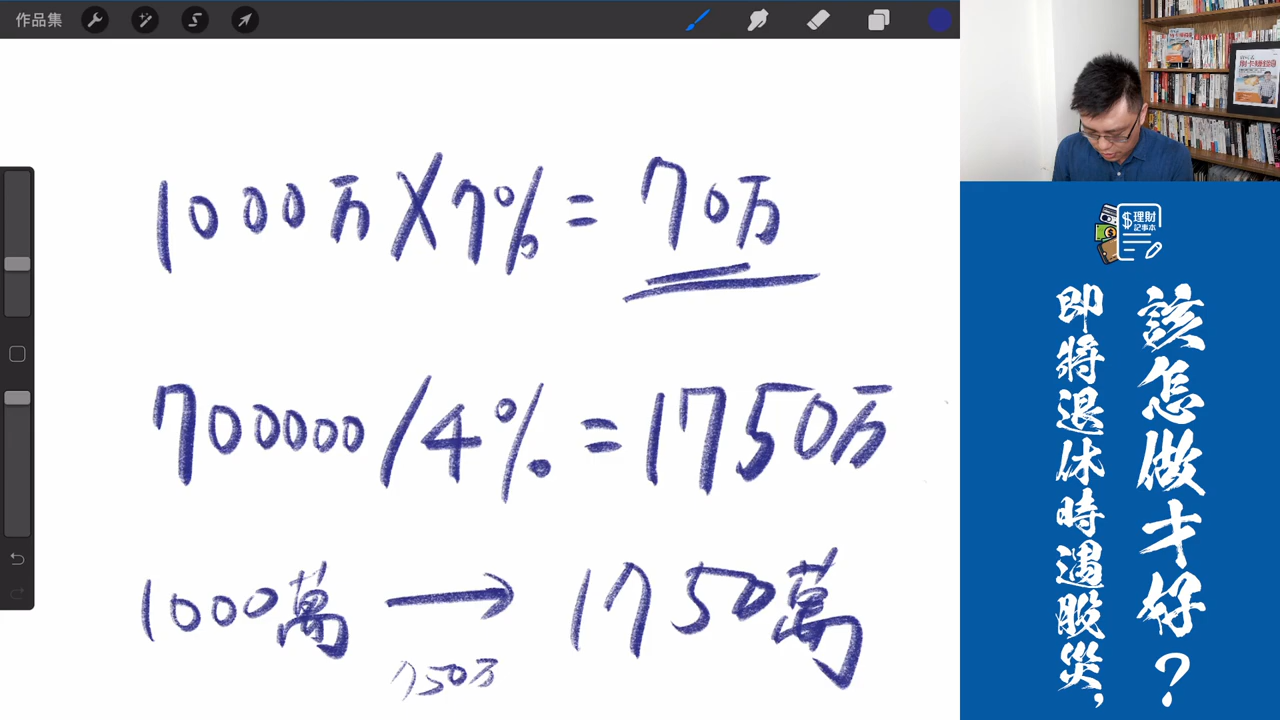 作品集
1000万X7%=70万
700000/4%=1750万
1000萬→1750萬
750万
$理財
記事本
即將退休時遇股災,
該怎做才好?